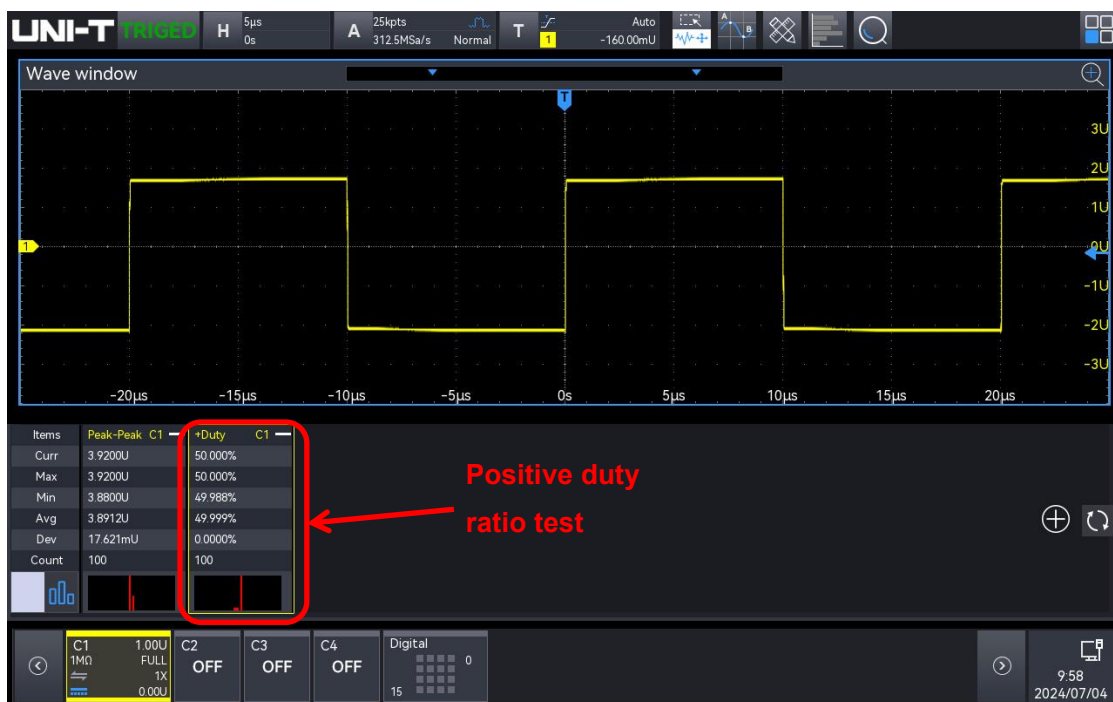 UNI-T TRIGED H 5µs 0s A 25kpts 312.5MSa/s Normal T 1 Auto -160.00mU A B
Wave window
T
3U
2U
1U
1 0U
-1U
-2U
-3U
-20µs -15µs -10µs -5µs 0s 5µs 10µs 15µs 20µs
Items Peak-Peak C1 +Duty C1
Curr 3.9200U 50.000%
Max 3.9200U 50.000%
Min 3.8800U 49.988%
Avg 3.8912U 49.999%
Dev 17.621mU 0.0000%
Count 100 100
Positive duty
ratio test
C1 1.00U C2 C3 C4 Digital
1MΩ FULL OFF OFF OFF 0
1X
0.00U 15
9:58
2024/07/04